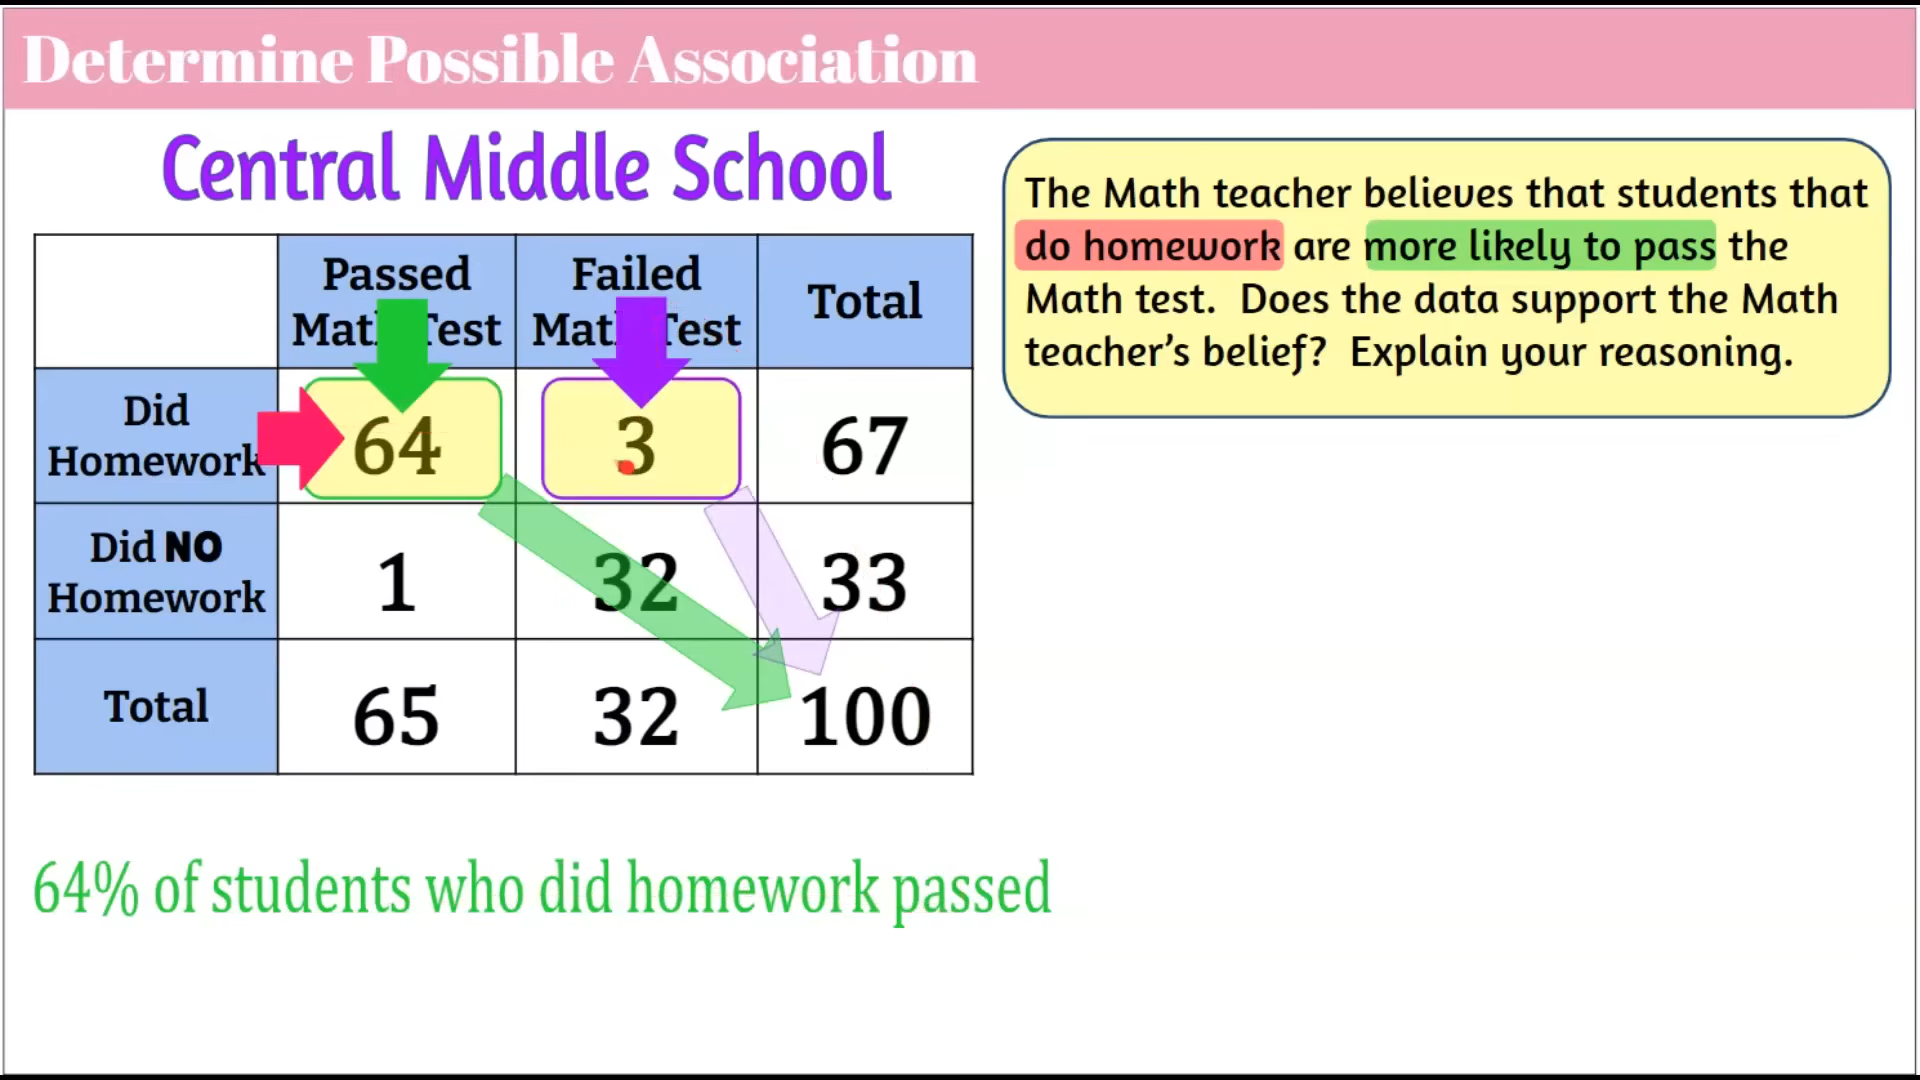 Determine Possible Association
Central Middle School
Passed Math Test
Failed Math Test
Total
Did Homework
64
3
67
Did NO Homework
1
32
33
Total
65
32
100
The Math teacher believes that students that
do homework are more likely to pass the
Math test. Does the data support the Math
teacher's belief? Explain your reasoning.
64% of students who did homework passed